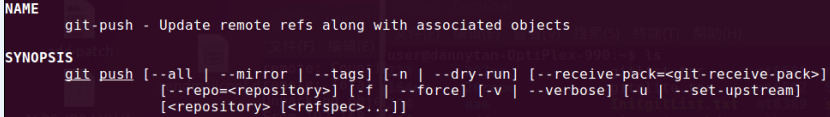 NAME
git-push - Update remote refs along with associated objects
SYNOPSIS
git push [--all | --mirror | --tags] [-n | --dry-run] [--receive-pack=<git-receive-pack>]
[--repo=<repository>] [-f | --force] [-v | --verbose] [-u | --set-upstream]
[<repository> [<refspec>...]]